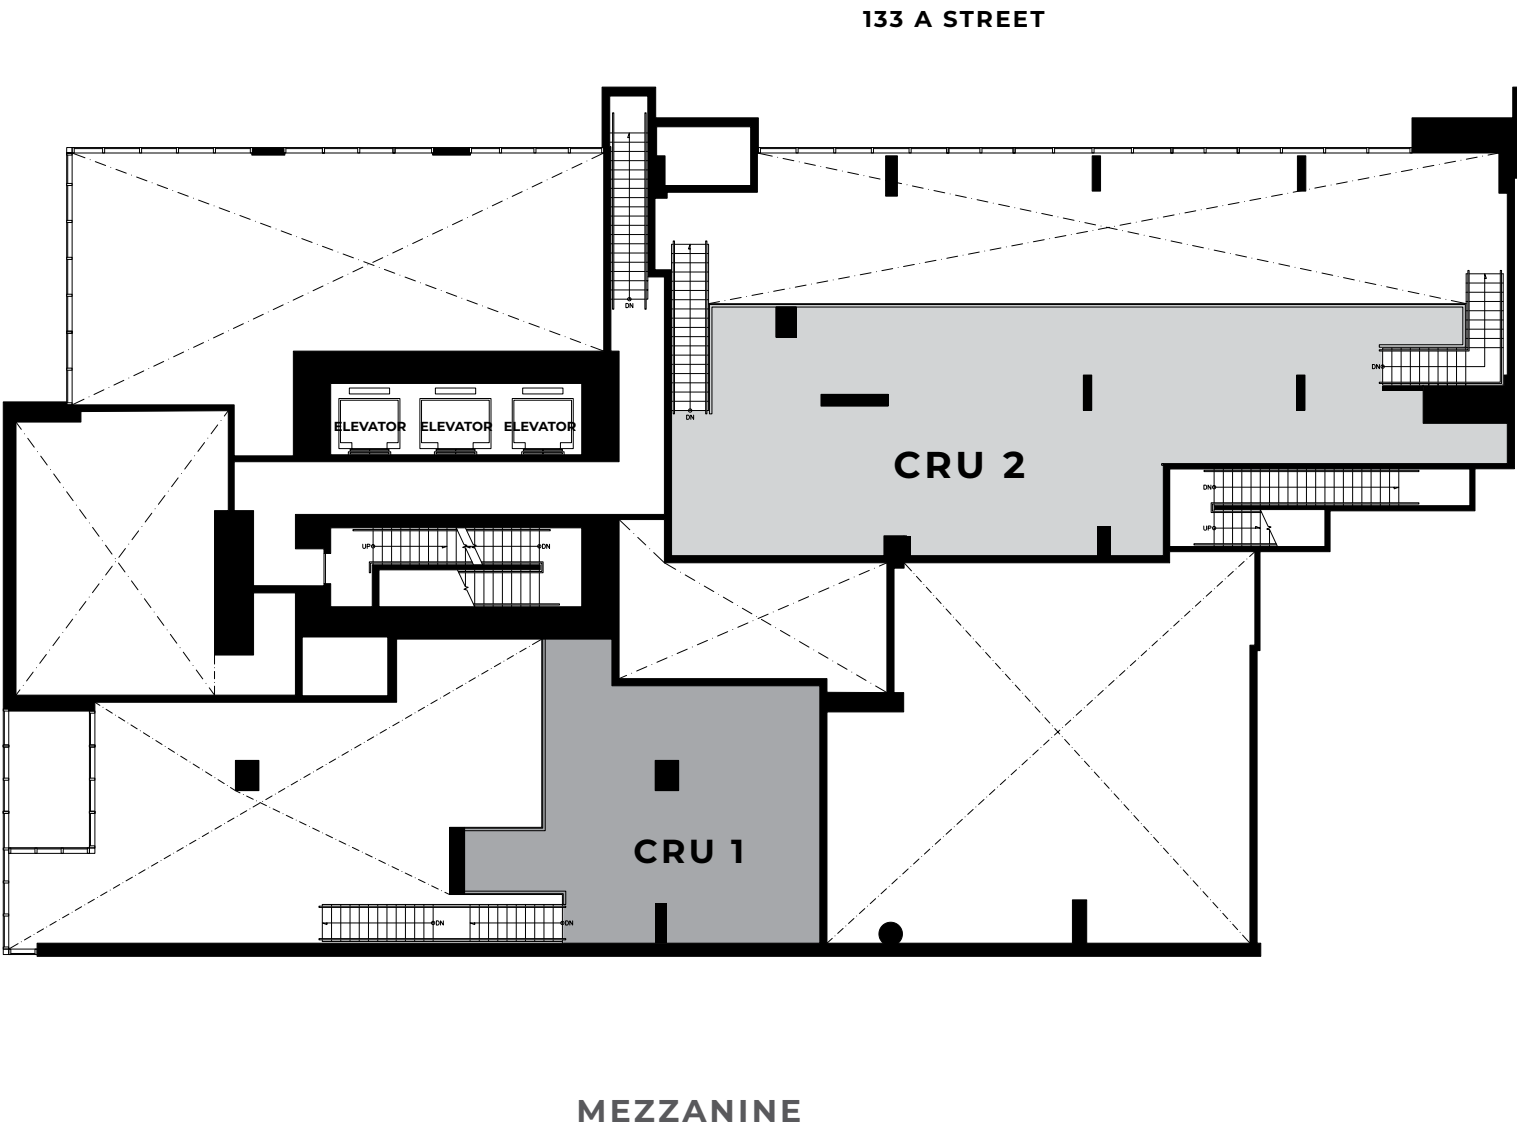 133 A STREET
DN
DN
DN
ELEVATOR ELEVATOR ELEVATOR
CRU 2
DN
UP
UP
DN
CRU 1
DN
DN
MEZZANINE